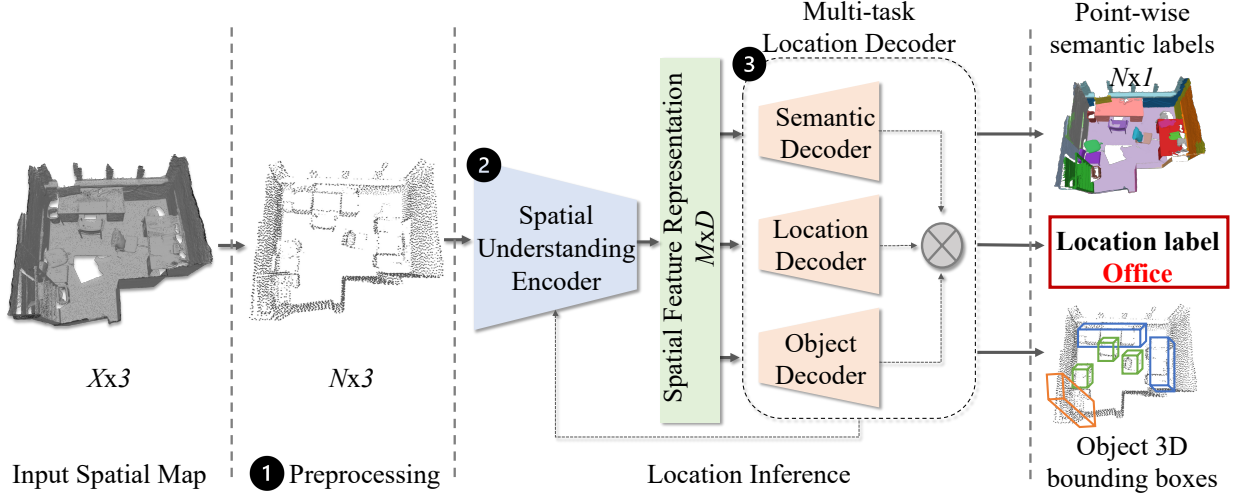 Multi-task
Location Decoder
Point-wise
semantic labels
Nx1
3
Semantic
Decoder
2
Spatial
Understanding
Encoder
Spatial Feature Representation
MxD
Location
Decoder
Location label
Office
Object
Decoder
Xx3
Nx3
Input Spatial Map
1 Preprocessing
Location Inference
Object 3D
bounding boxes